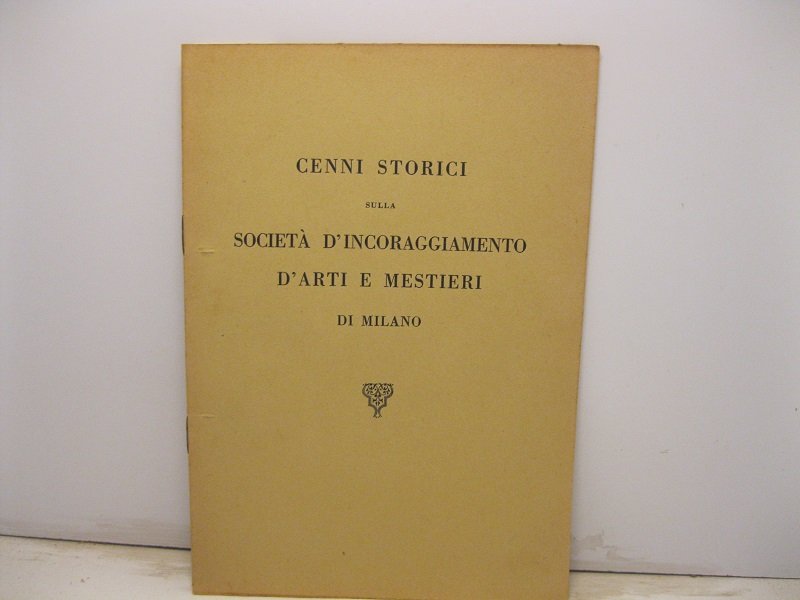 CENNI STORICI
SULLA
SOCIETÀ D'INCORAGGIAMENTO
D'ARTI E MESTIERI
DI MILANO